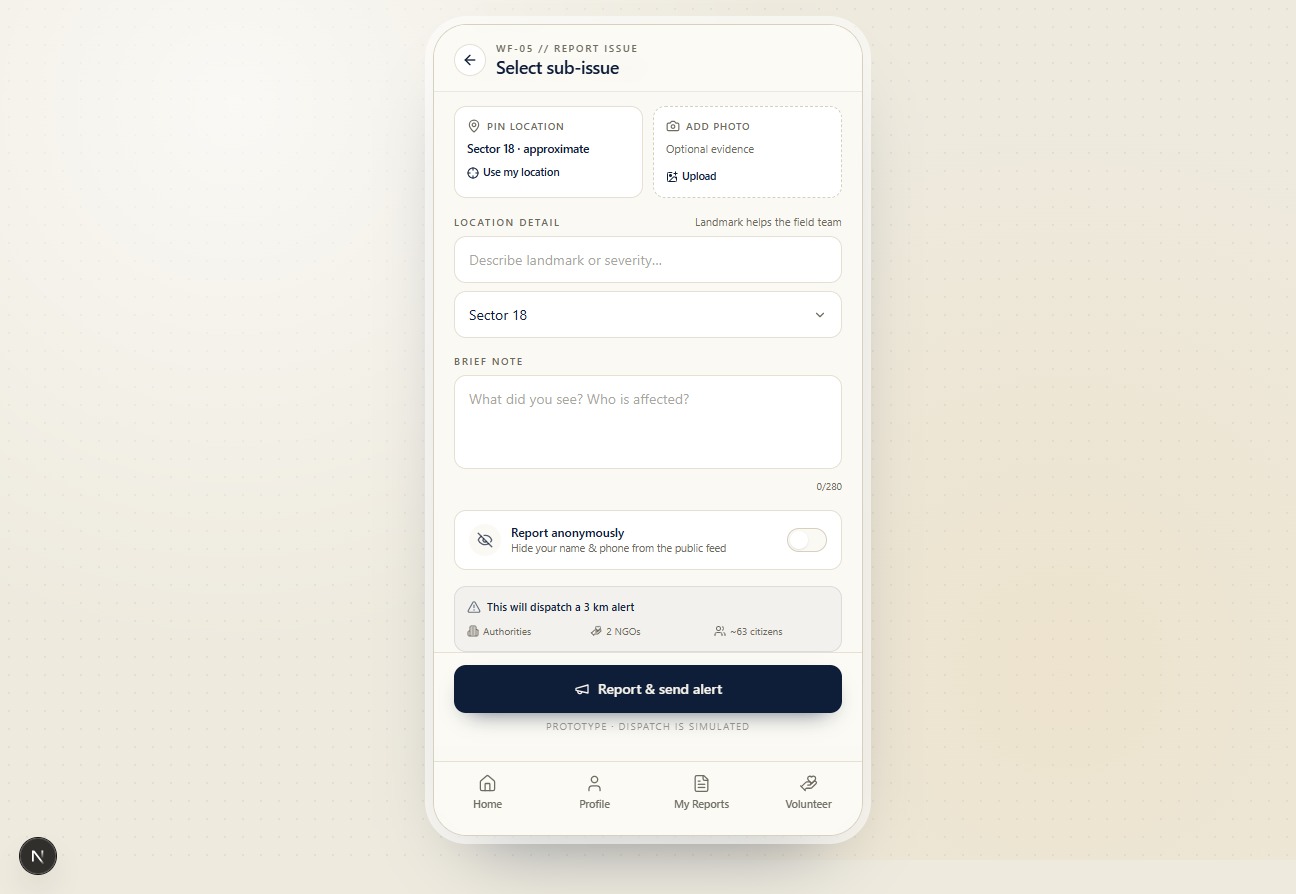 WF-05 // REPORT ISSUE
Select sub-issue
PIN LOCATION
Sector 18 · approximate
Use my location
ADD PHOTO
Optional evidence
Upload
LOCATION DETAIL
Landmark helps the field team
Describe landmark or severity...
Sector 18
BRIEF NOTE
What did you see? Who is affected?
0/280
Report anonymously
Hide your name & phone from the public feed
This will dispatch a 3 km alert
Authorities
2 NGOs
~63 citizens
Report & send alert
PROTOTYPE · DISPATCH IS SIMULATED
Home
Profile
My Reports
Volunteer
N